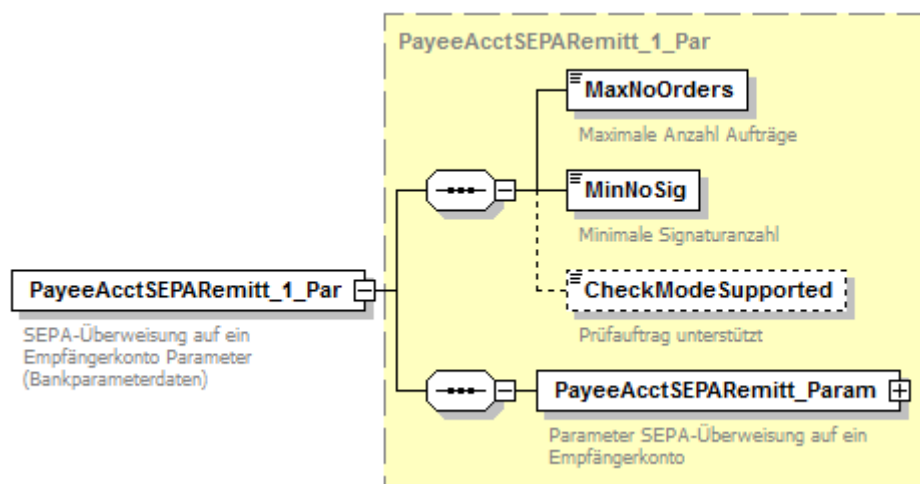 PayeeAcctSEPARemitt_1_Par
MaxNoOrders
Maximale Anzahl Aufträge
MinNoSig
Minimale Signaturanzahl
PayeeAcctSEPARemitt_1_Par
SEPA-Überweisung auf ein
Empfängerkonto Parameter
(Bankparameterdaten)
CheckModeSupported
Prüfauftrag unterstützt
PayeeAcctSEPARemitt_Param
Parameter SEPA-Überweisung auf ein
Empfängerkonto